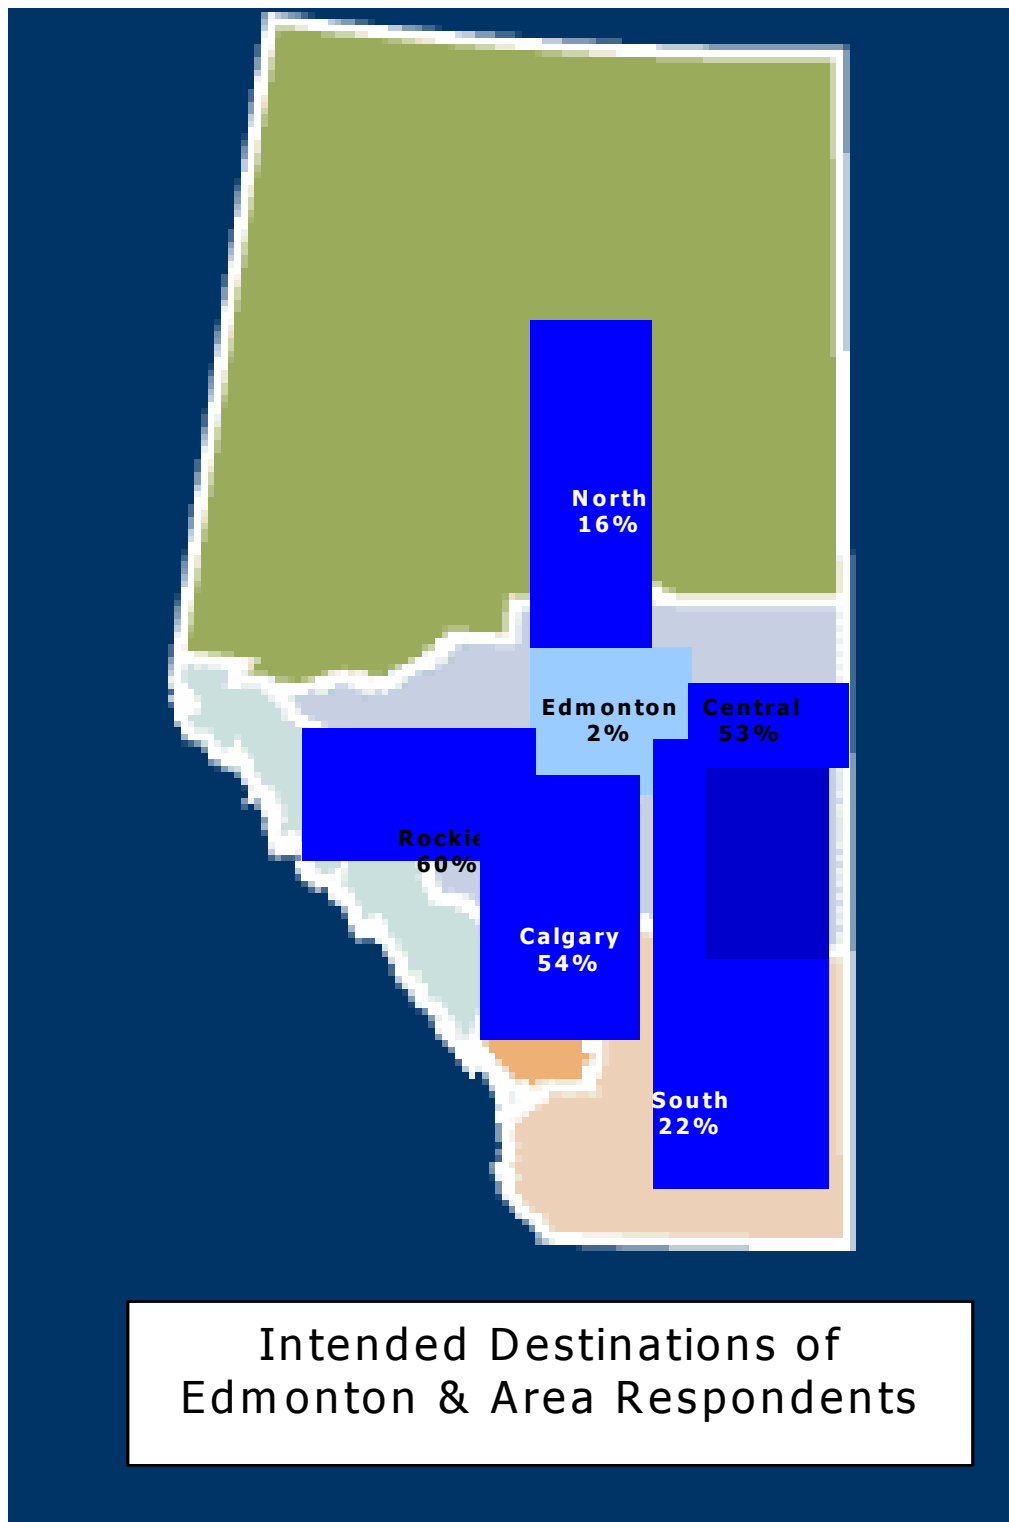 North
16%
Edmonton
2%
Central
53%
Rockie
60%
Calgary
54%
South
22%
Intended Destinations of
Edmonton & Area Respondents